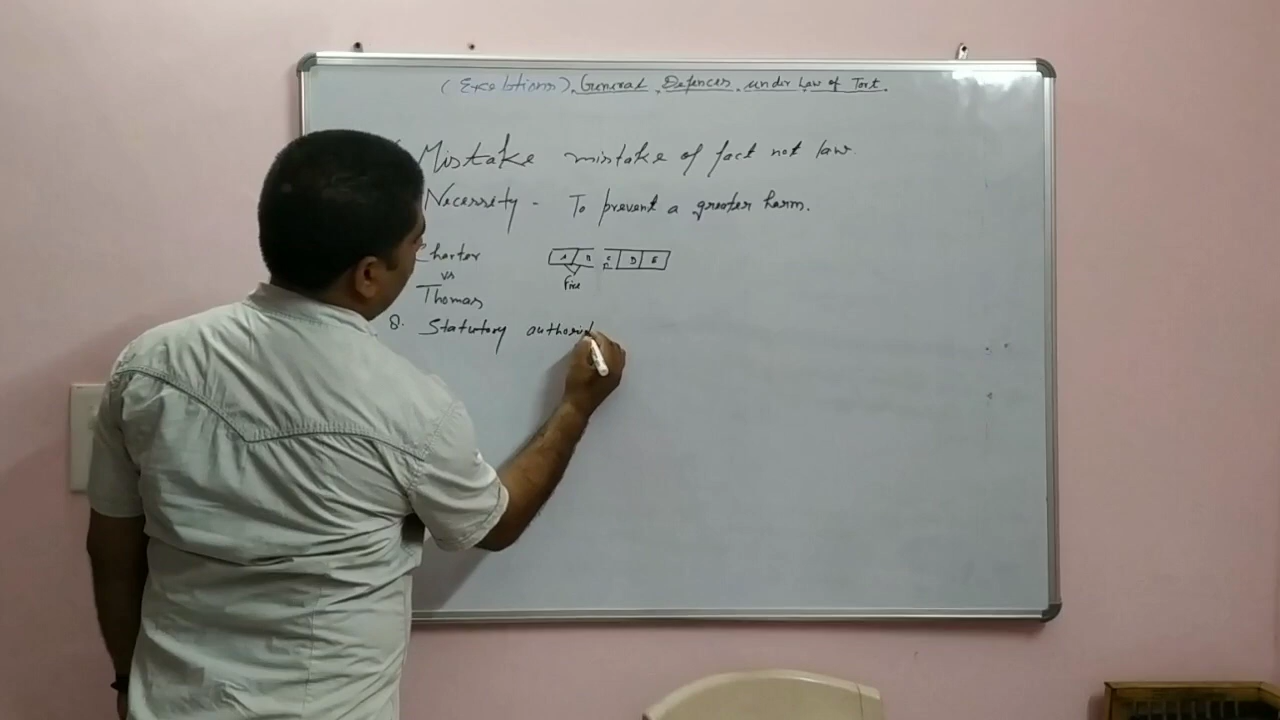 (Exceptions) General Defences under Law of Tort.
Mistake mistake of fact not law.
Necessity - To prevent a greater harm.
Charter
vs
Thomas
A B C D E
Fire
8. Statutory authorit